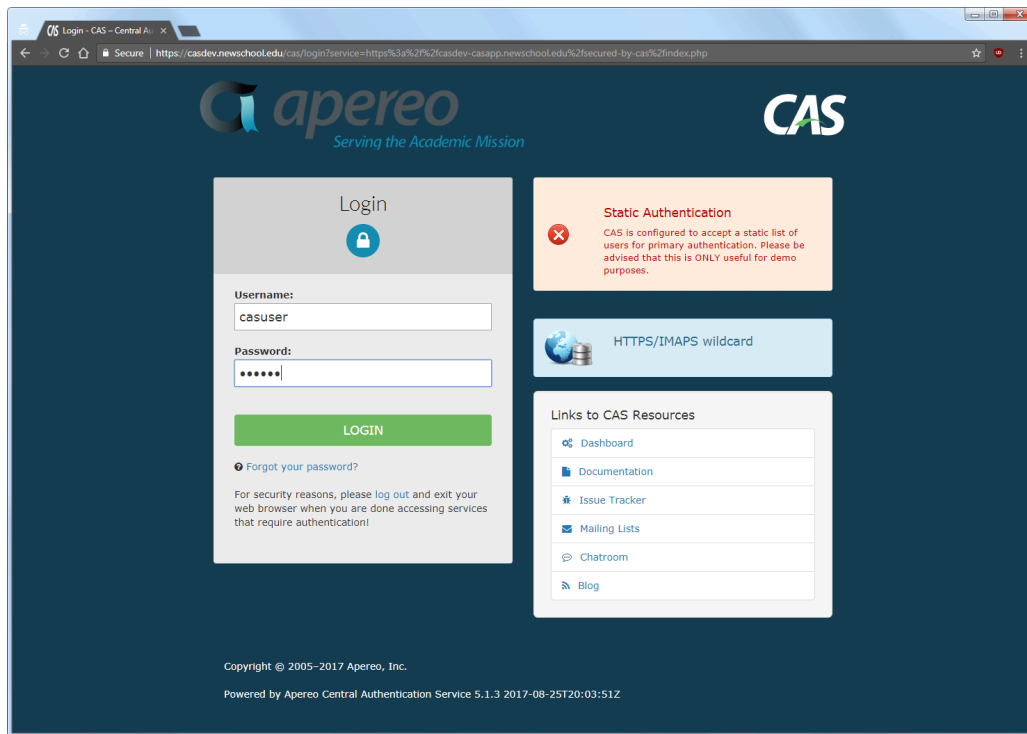 Login - CAS – Central Au
Secure | https://casdev.newschool.edu/cas/login?service=https%3a%2f%2fcasdev-casapp.newschool.edu%2fsecured-by-cas%2findex.php
apereo
Serving the Academic Mission
CAS
Login
Username:
casuser
Password:
LOGIN
Forgot your password?
For security reasons, please log out and exit your
web browser when you are done accessing services
that require authentication!
Static Authentication
CAS is configured to accept a static list of
users for primary authentication. Please be
advised that this is ONLY useful for demo
purposes.
HTTPS/IMAPS wildcard
Links to CAS Resources
Dashboard
Documentation
Issue Tracker
Mailing Lists
Chatroom
Blog
Copyright © 2005–2017 Apereo, Inc.
Powered by Apereo Central Authentication Service 5.1.3 2017-08-25T20:03:51Z